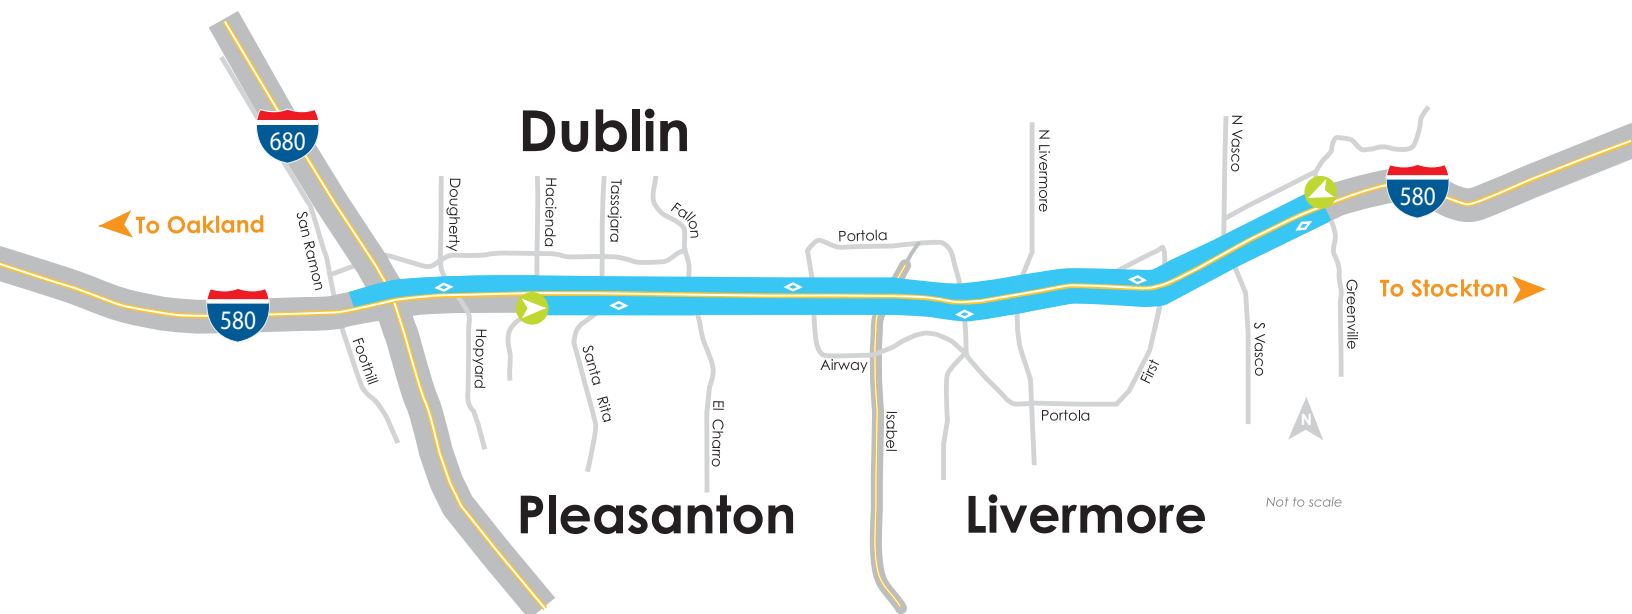 Dublin
680
N Vasco
N Livermore
Dougherty
Hacienda
Tassajara
Fallon
580
San Ramon
To Oakland
Portola
To Stockton
Greenville
580
Foothill
Hopyard
Santa Rita
Airway
First
S Vasco
El Charro
Isabel
Portola
N
Pleasanton
Livermore
Not to scale